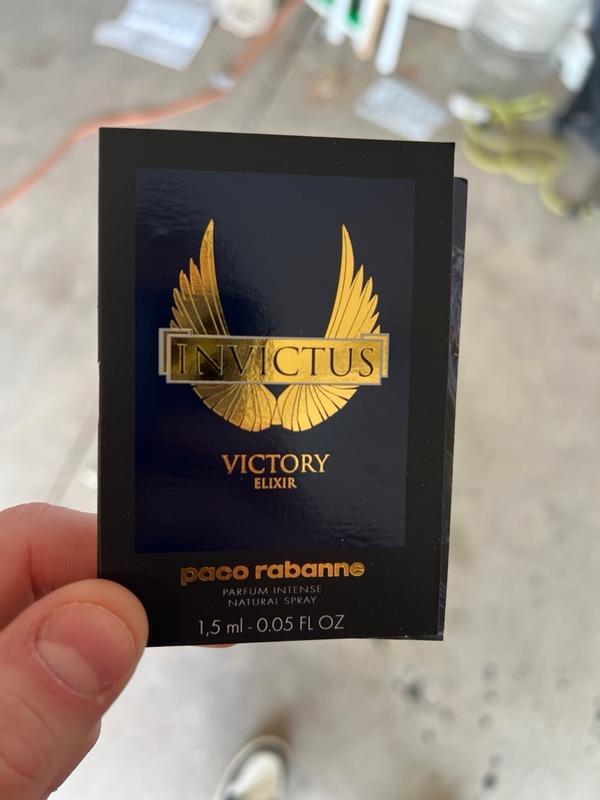 INVICTUS
VICTORY
ELIXIR
paco rabanne
PARFUM INTENSE
NATURAL SPRAY
1,5 ml - 0.05 FL OZ